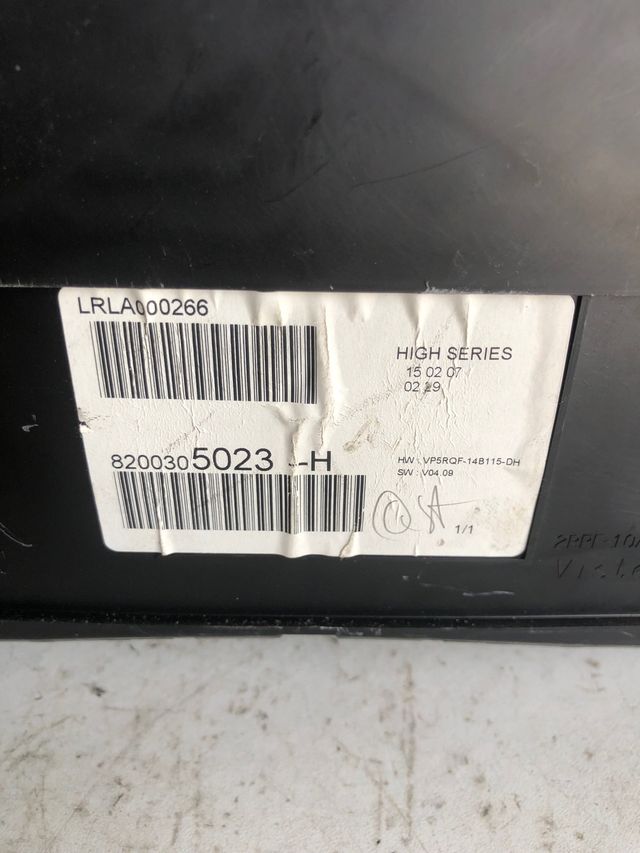 LRLA000266
HIGH SERIES
15 02 07
02 29
8200305023 --H
HW : VP5RQF-14B115-DH
SW : V04.09
1/1